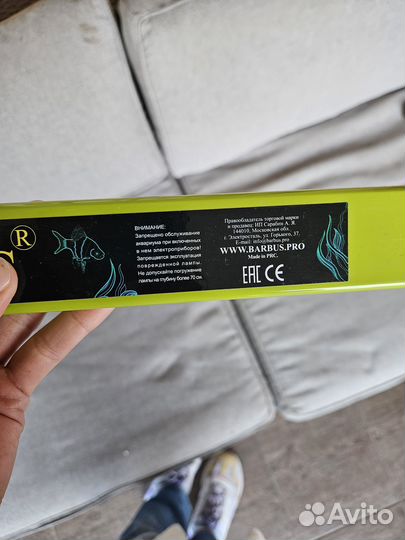 ®
ВНИМАНИЕ:
Запрещено обслуживание
аквариума при включенных
в нем электроприборов!
Запрещается эксплуатация
поврежденной лампы.
Не допускайте погружение
лампы на глубину более 70 см.
Правообладатель торговой марки
и продавец: ИП Сарабин А. Я.
144010, Московская обл.
г. Электросталь, ул. Горького, 37.
E-mail: info@barbus.pro
WWW.BARBUS.PRO
Made in PRC.
EAC CE
Avito